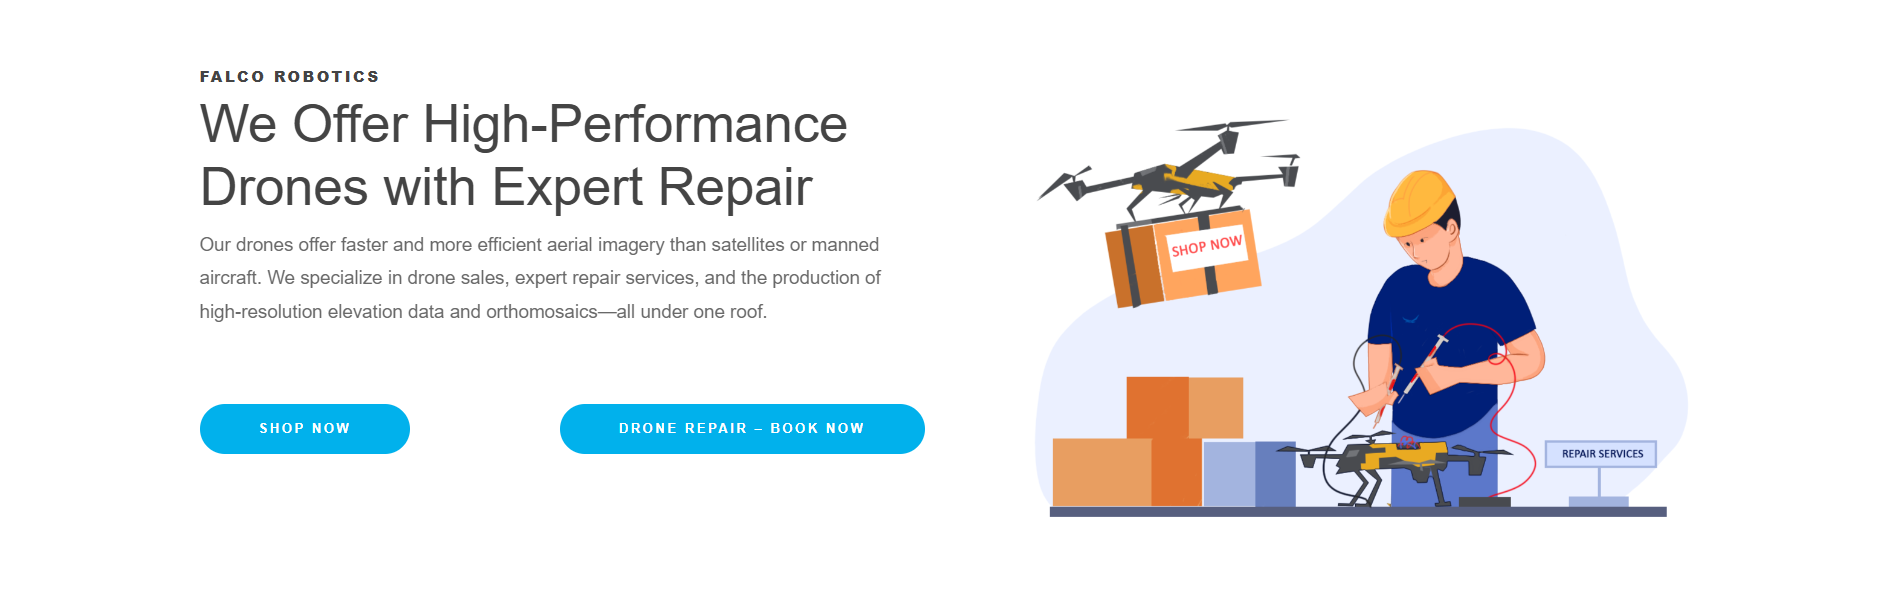 FALCO ROBOTICS
We Offer High-Performance
Drones with Expert Repair
Our drones offer faster and more efficient aerial imagery than satellites or manned
aircraft. We specialize in drone sales, expert repair services, and the production of
high-resolution elevation data and orthomosaics—all under one roof.
SHOP NOW
DRONE REPAIR – BOOK NOW
SHOP NOW
REPAIR SERVICES